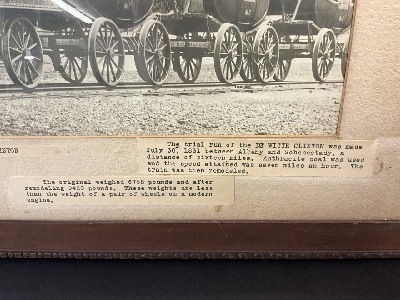 The trial run of the DE WITT CLINTON was made
July 30, 1831 between Albany and Schenectady, a
distance of sixteen miles. Anthracite coal was used
and the speed attained was seven miles an hour. The
train was then remodeled.
The original weighed 6758 pounds and after
remodeling 9420 pounds. These weights are less
than the weight of a pair of wheels on a modern
engine.